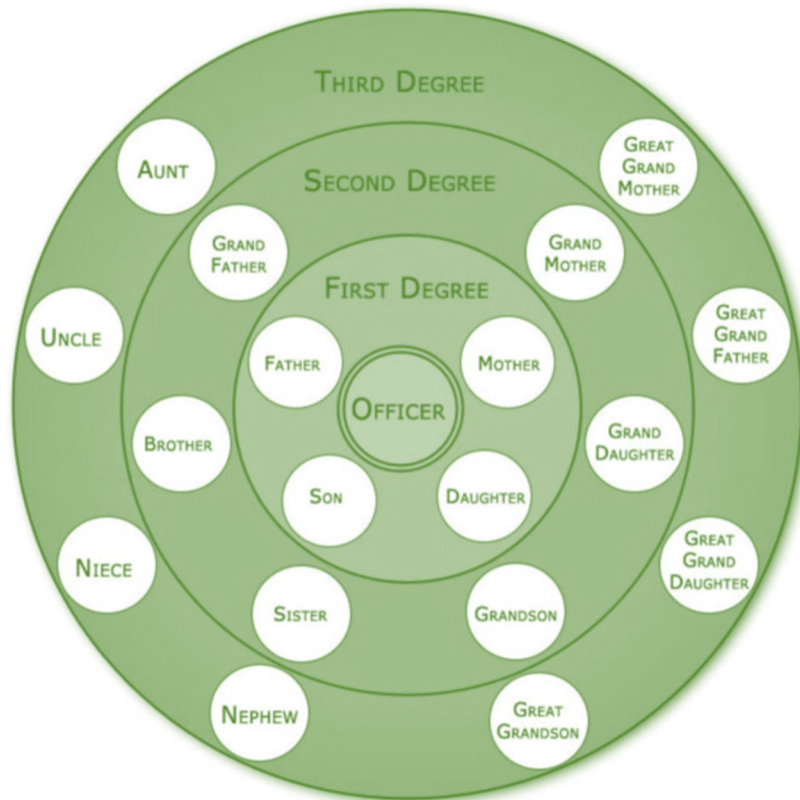 THIRD DEGREE
AUNT
GREAT
GRAND
MOTHER
SECOND DEGREE
GRAND
FATHER
GRAND
MOTHER
FIRST DEGREE
UNCLE
GREAT
GRAND
FATHER
FATHER
MOTHER
OFFICER
BROTHER
GRAND
DAUGHTER
SON
DAUGHTER
NIECE
GREAT
GRAND
DAUGHTER
SISTER
GRANDSON
NEPHEW
GREAT
GRANDSON